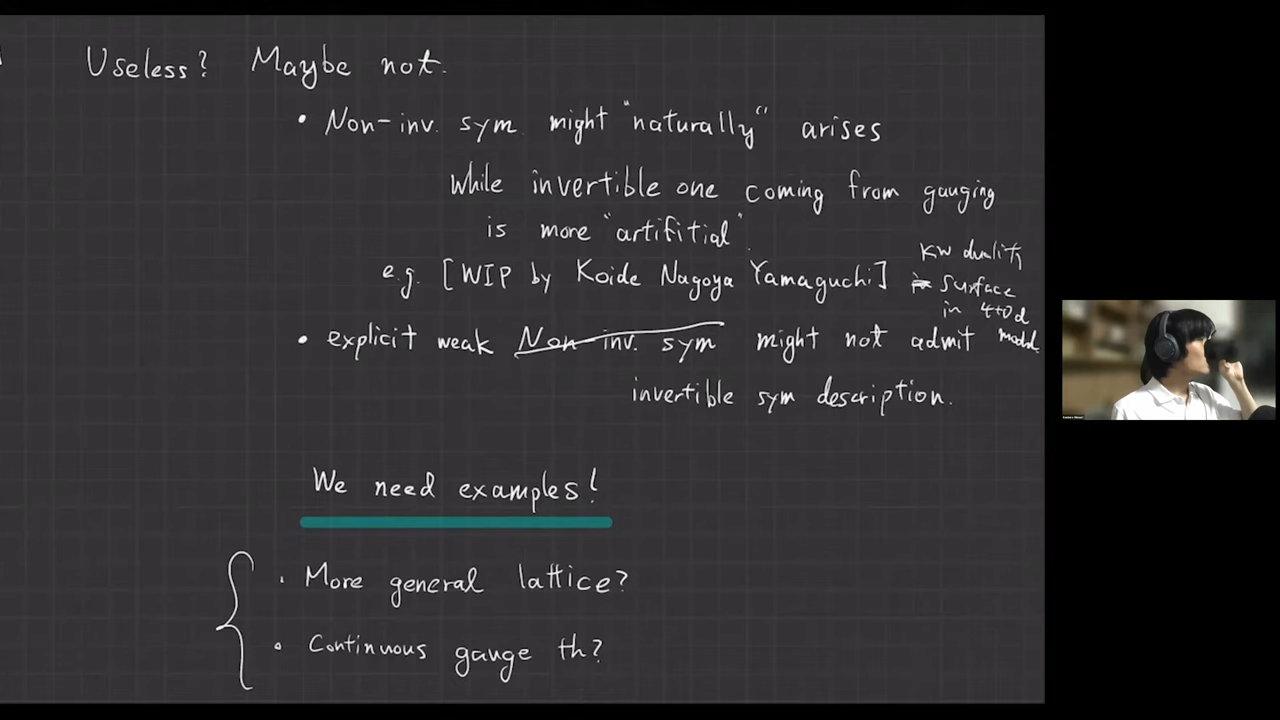 Useless? Maybe not.
• Non-inv. sym might "naturally" arises
while invertible one coming from gauging
is more "artifitial".
e.g. [WIP by Koide Nagoya Yamaguchi]
KW duality
surface
in 4+0d
model.
• explicit weak Non-inv. sym might not admit
invertible sym description.
We need examples!
• More general lattice?
• Continuous gauge th?